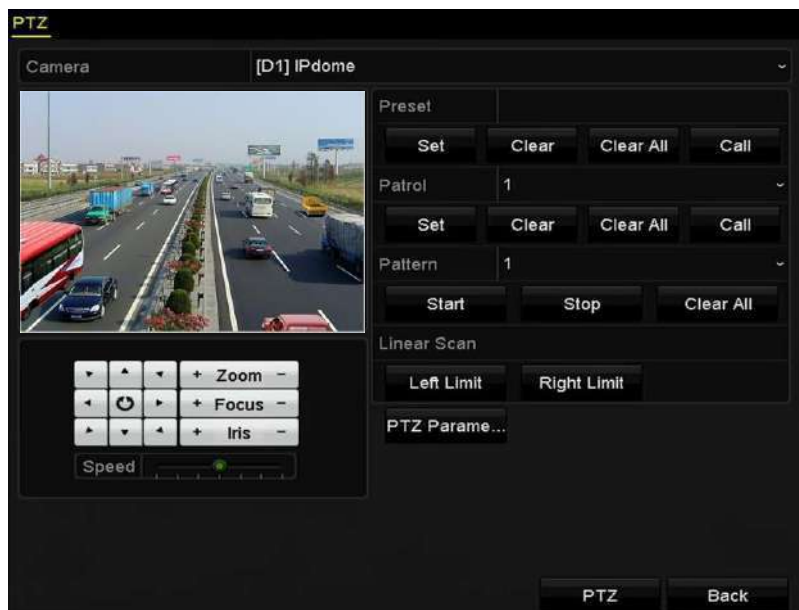 PTZ
Camera [D1] IPdome
Preset
Set Clear Clear All Call
Patrol 1
Set Clear Clear All Call
Pattern 1
Start Stop Clear All
Linear Scan
Left Limit Right Limit
PTZ Parame...
+ Zoom -
+ Focus -
+ Iris -
Speed
PTZ Back